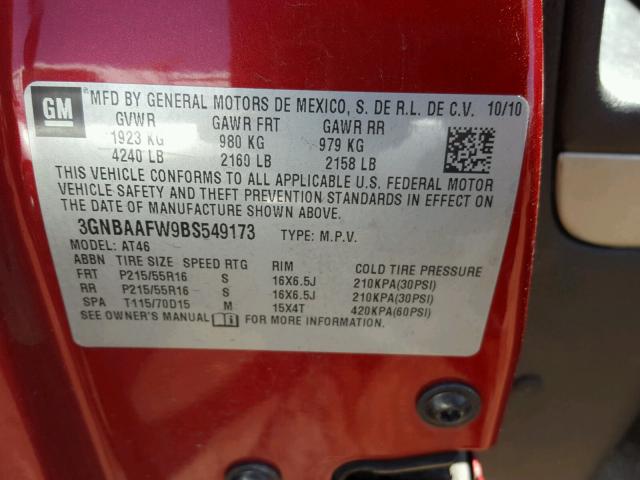 GM MFD BY GENERAL MOTORS DE MEXICO, S. DE R.L. DE C.V. 10/10
GVWR GAWR FRT GAWR RR
1923 KG 980 KG 979 KG
4240 LB 2160 LB 2158 LB
THIS VEHICLE CONFORMS TO ALL APPLICABLE U.S. FEDERAL MOTOR
VEHICLE SAFETY AND THEFT PREVENTION STANDARDS IN EFFECT ON
THE DATE OF MANUFACTURE SHOWN ABOVE.
3GNBAAFW9BS549173 TYPE: M.P.V.
MODEL: AT46
ABBN TIRE SIZE SPEED RTG RIM COLD TIRE PRESSURE
FRT P215/55R16 S 16X6.5J 210KPA(30PSI)
RR P215/55R16 S 16X6.5J 210KPA(30PSI)
SPA T115/70D15 M 15X4T 420KPA(60PSI)
SEE OWNER'S MANUAL FOR MORE INFORMATION.